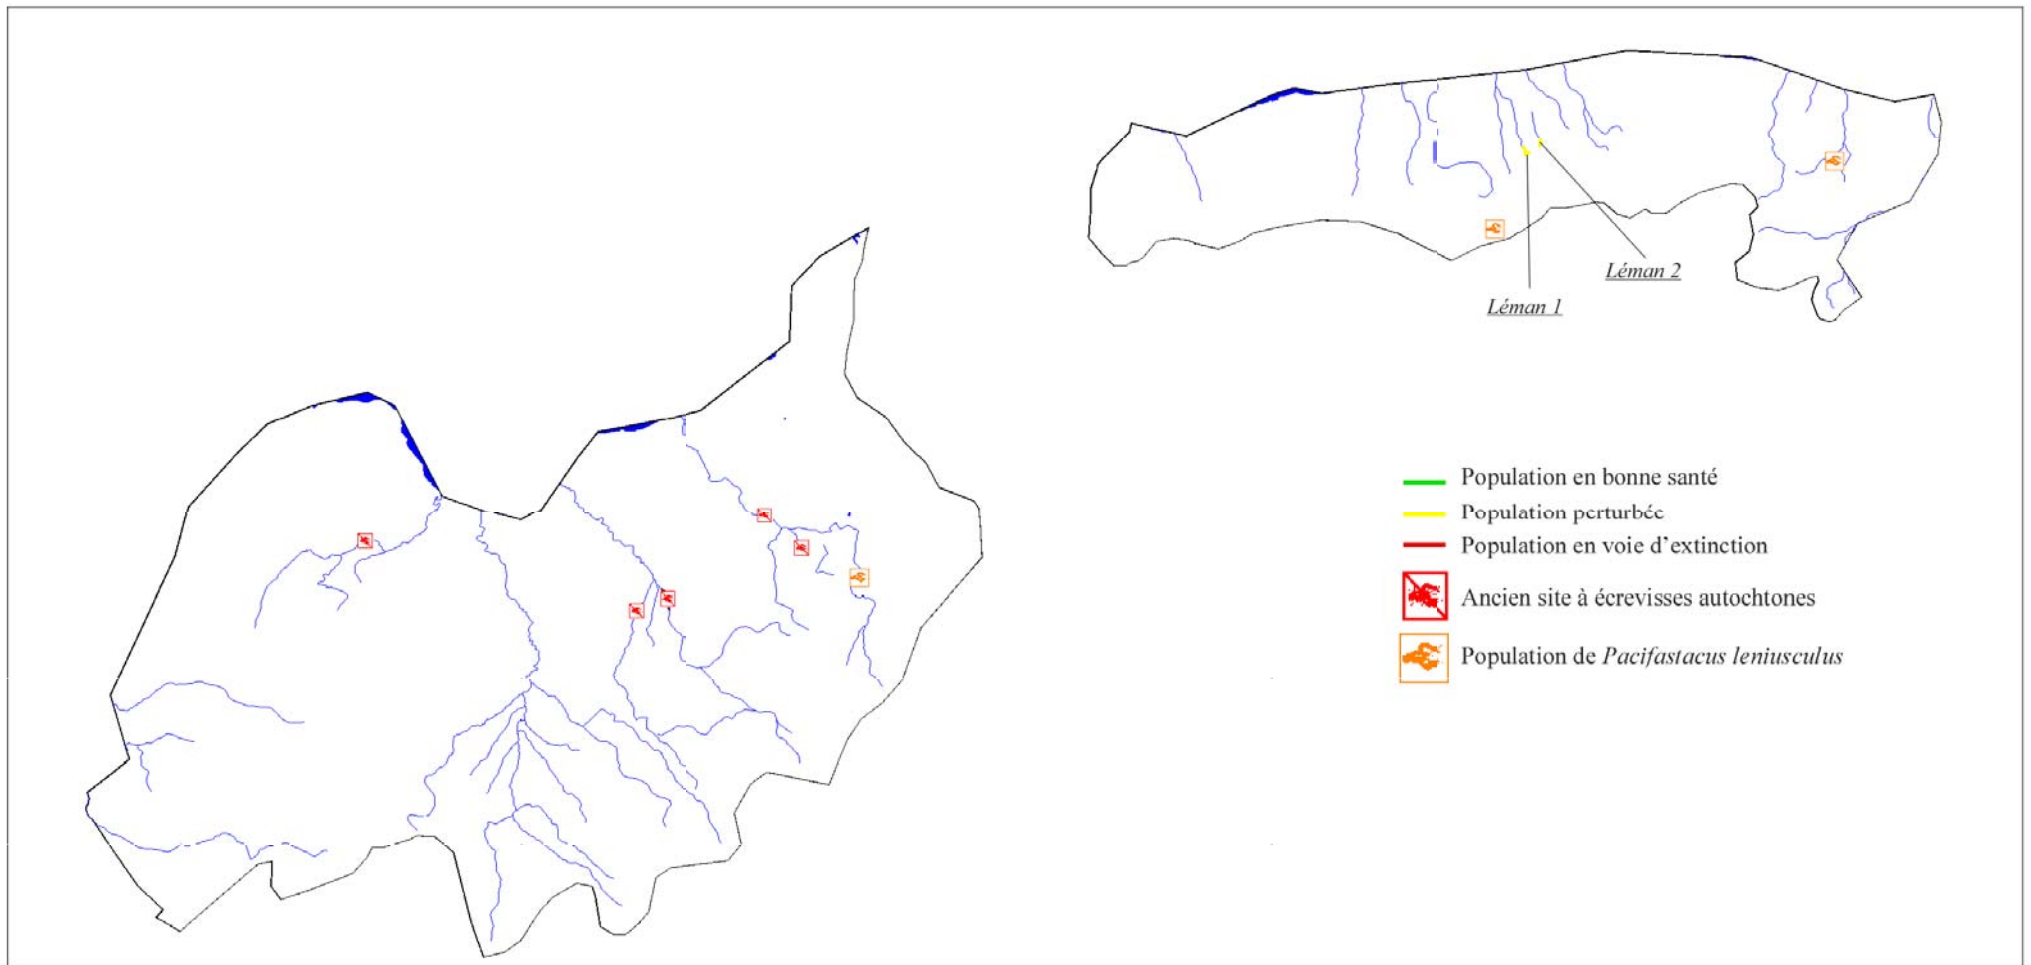 Léman 2
Léman 1
Population en bonne santé
Population perturbée
Population en voie d'extinction
Ancien site à écrevisses autochtones
Population de Pacifastacus leniusculus